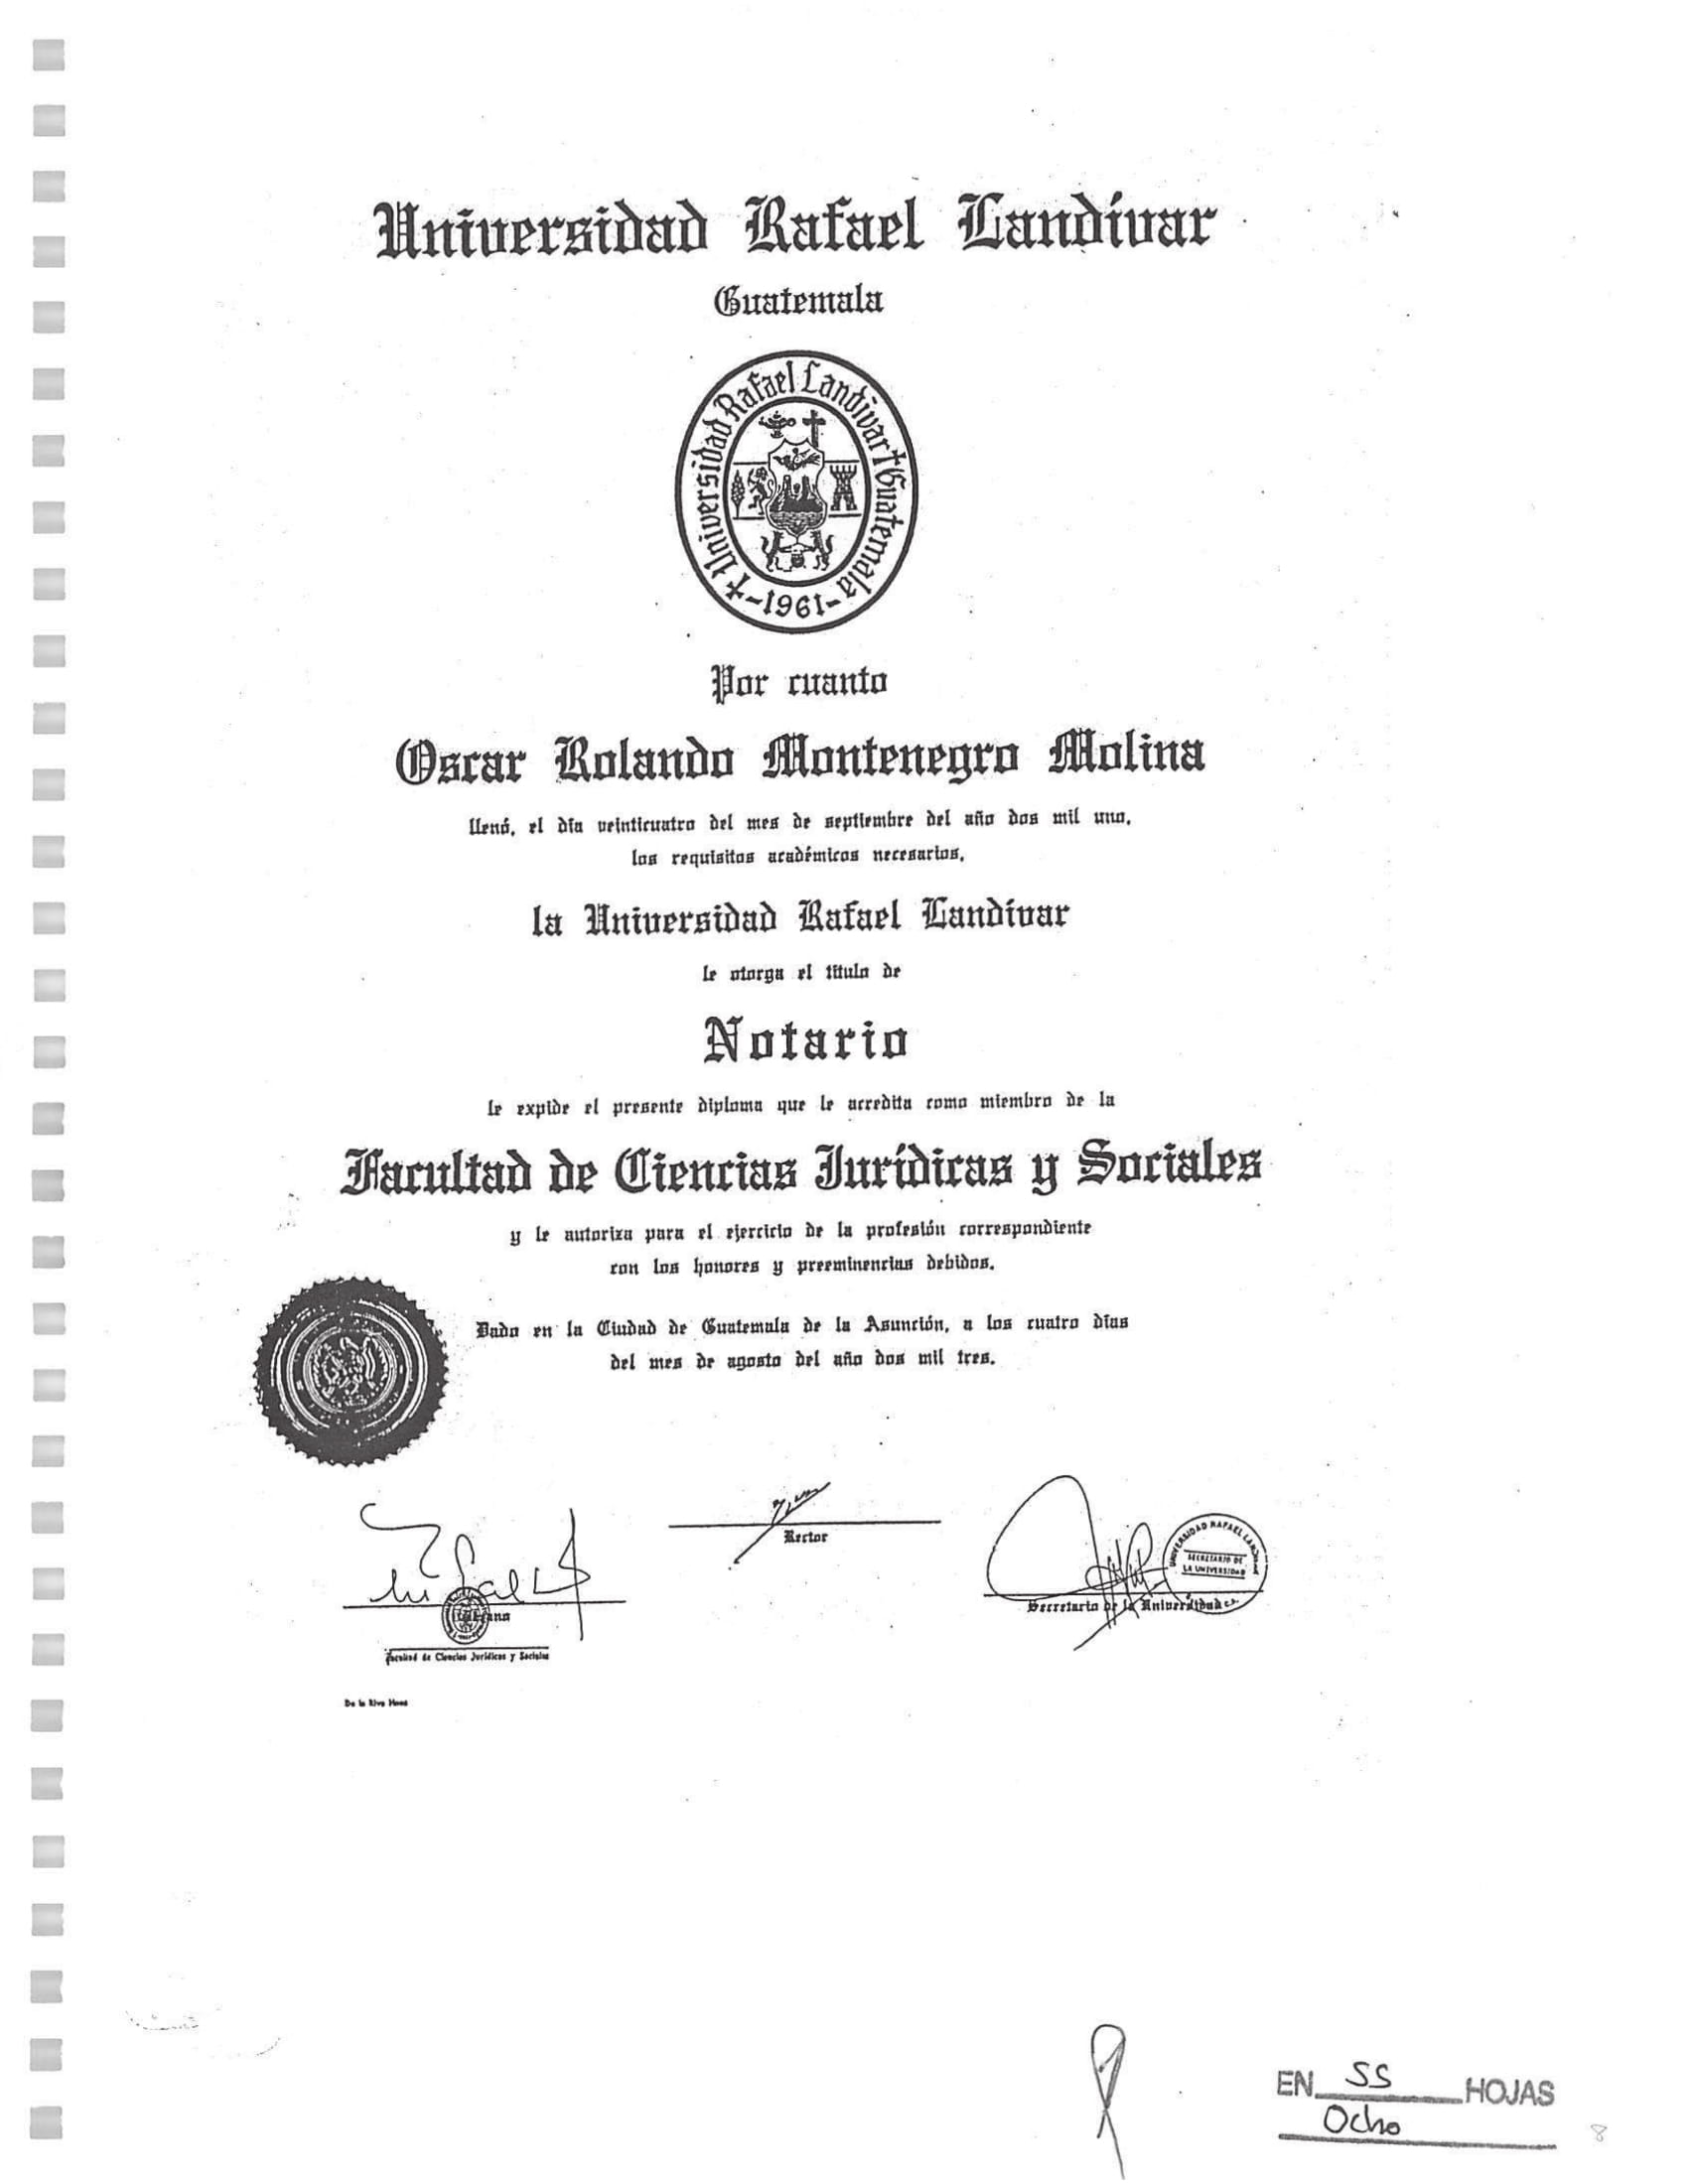 Universidad Rafael Landívar
Guatemala
Universidad Rafael Landivar Guatemala
-1961-
Por cuanto
Oscar Rolando Montenegro Molina
llenó, el día veinticuatro del mes de septiembre del año dos mil uno,
los requisitos académicos necesarios,
la Universidad Rafael Landívar
le otorga el título de
Notario
le expide el presente diploma que le acredita como miembro de la
Facultad de Ciencias Jurídicas y Sociales
y le autoriza para el ejercicio de la profesión correspondiente
con los honores y preeminencias debidos.
Dado en la Ciudad de Guatemala de la Asunción, a los cuatro días
del mes de agosto del año dos mil tres.
Rector
UNIVERSIDAD RAFAEL
SECRETARIO DE
LA UNIVERSIDAD
Secretario de la Universidad
Facultad de Ciencias Jurídicas y Sociales
De la Riva Hnos
EN SS HOJAS
Ocho
8